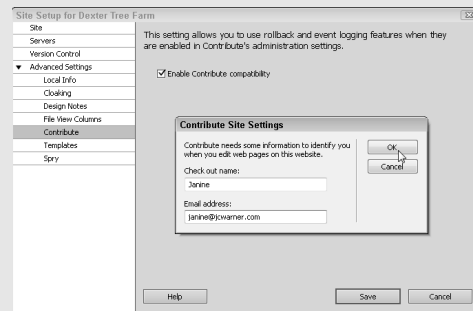 Site Setup for Dexter Tree Farm
Site
Servers
Version Control
Advanced Settings
Local Info
Cloaking
Design Notes
File View Columns
Contribute
Templates
Spry
This setting allows you to use rollback and event logging features when they
are enabled in Contribute's administration settings.
Enable Contribute compatibility
Contribute Site Settings
Contribute needs some information to identify you
when you edit web pages on this website.
Check out name:
Janine
Email address:
janine@jcwarner.com
OK
Cancel
Help
Save
Cancel